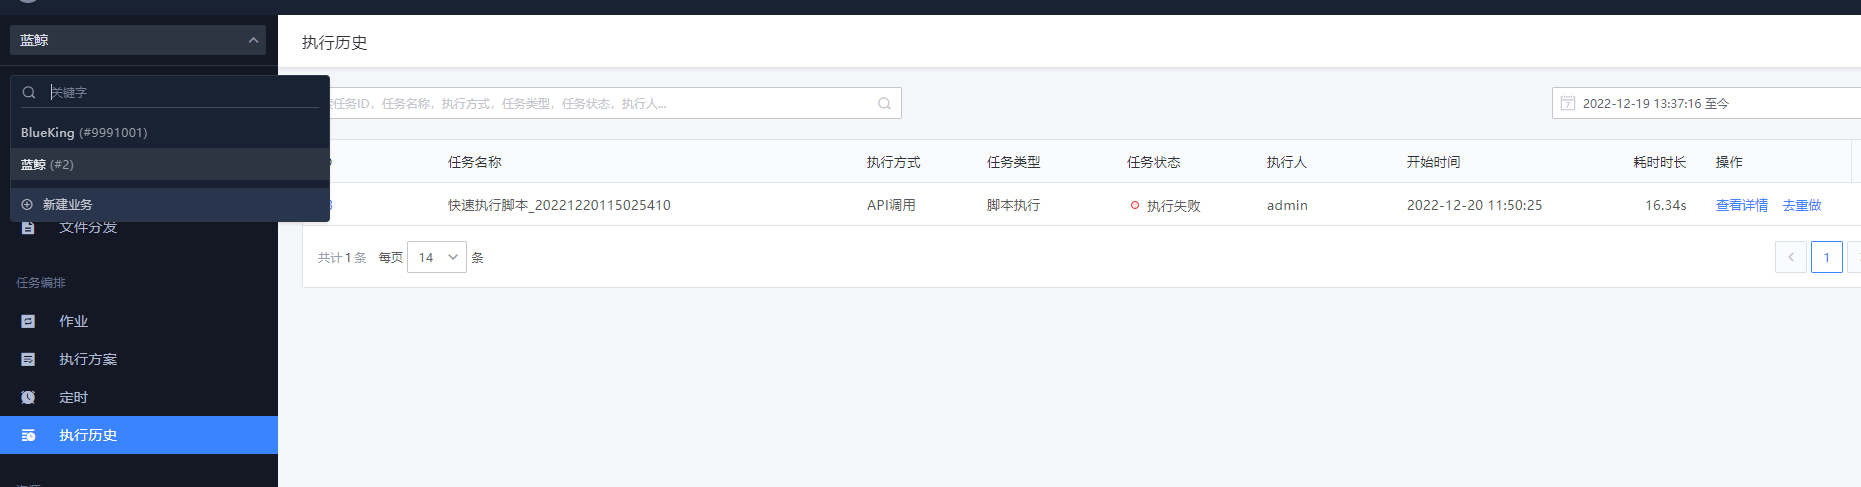 蓝鲸
关键字
BlueKing (#9991001)
蓝鲸 (#2)
新建业务
文件分发
任务编排
作业
执行方案
定时
执行历史
执行历史
任务ID，任务名称，执行方式，任务类型，任务状态，执行人...
2022-12-19 13:37:16 至今
任务名称 执行方式 任务类型 任务状态 执行人 开始时间 耗时时长 操作
快速执行脚本_20221220115025410 API调用 脚本执行 执行失败 admin 2022-12-20 11:50:25 16.34s 查看详情 去重做
共计 1 条 每页 14 条
1